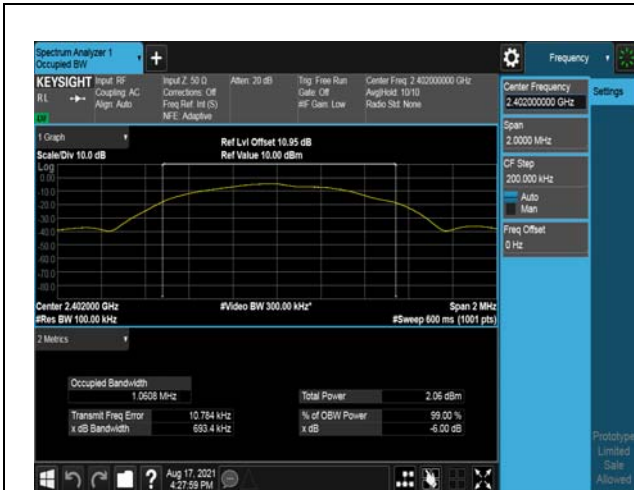 Spectrum Analyzer 1
Occupied BW
Frequency
KEYSIGHT
RL
LV
Input: RF
Coupling: AC
Align: Auto
Input Z: 50 Ω
Corrections: Off
Freq Ref: Int (S)
NFE: Adaptive
Atten: 20 dB
Trig: Free Run
Gate: Off
#IF Gain: Low
Center Freq: 2.402000000 GHz
Avg|Hold: 10/10
Radio Std: None
Center Frequency
2.402000000 GHz
Settings
Span
2.0000 MHz
CF Step
200.000 kHz
Auto
Man
Freq Offset
0 Hz
1 Graph
Scale/Div 10.0 dB
Ref Lvl Offset 10.95 dB
Ref Value 10.00 dBm
Log
0.00
-10.0
-20.0
-30.0
-40.0
-50.0
-60.0
-70.0
-80.0
Center 2.402000 GHz
#Video BW 300.00 kHz*
Span 2 MHz
#Res BW 100.00 kHz
#Sweep 600 ms (1001 pts)
2 Metrics
Occupied Bandwidth
1.0608 MHz
Total Power 2.06 dBm
Transmit Freq Error 10.784 kHz
% of OBW Power 99.00 %
x dB Bandwidth 693.4 kHz
x dB -6.00 dB
Prototype
Limited
Sale
Allowed
Aug 17, 2021
4:27:59 PM